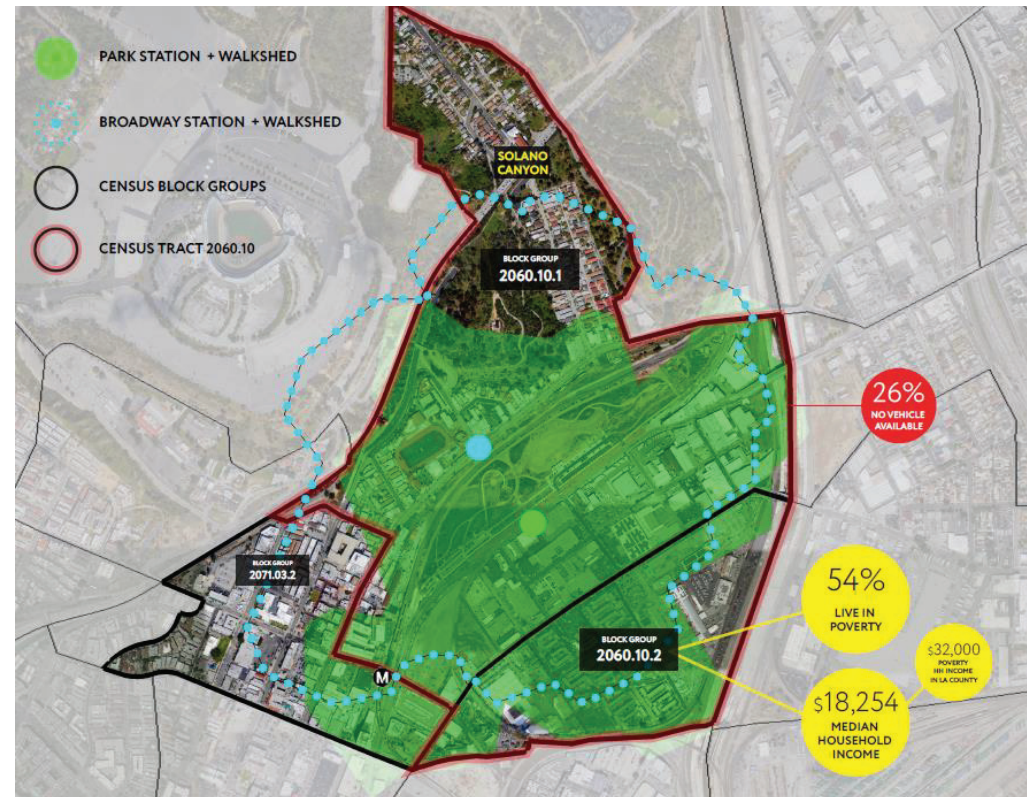 PARK STATION + WALKSHED
BROADWAY STATION + WALKSHED
CENSUS BLOCK GROUPS
CENSUS TRACT 2060.10
SOLANO
CANYON
BLOCK GROUP
2060.10.1
26%
NO VEHICLE
AVAILABLE
BLOCK GROUP
2071.03.2
54%
LIVE IN
POVERTY
BLOCK GROUP
2060.10.2
$32,000
POVERTY
HH INCOME
IN LA COUNTY
M
$18,254
MEDIAN
HOUSEHOLD
INCOME